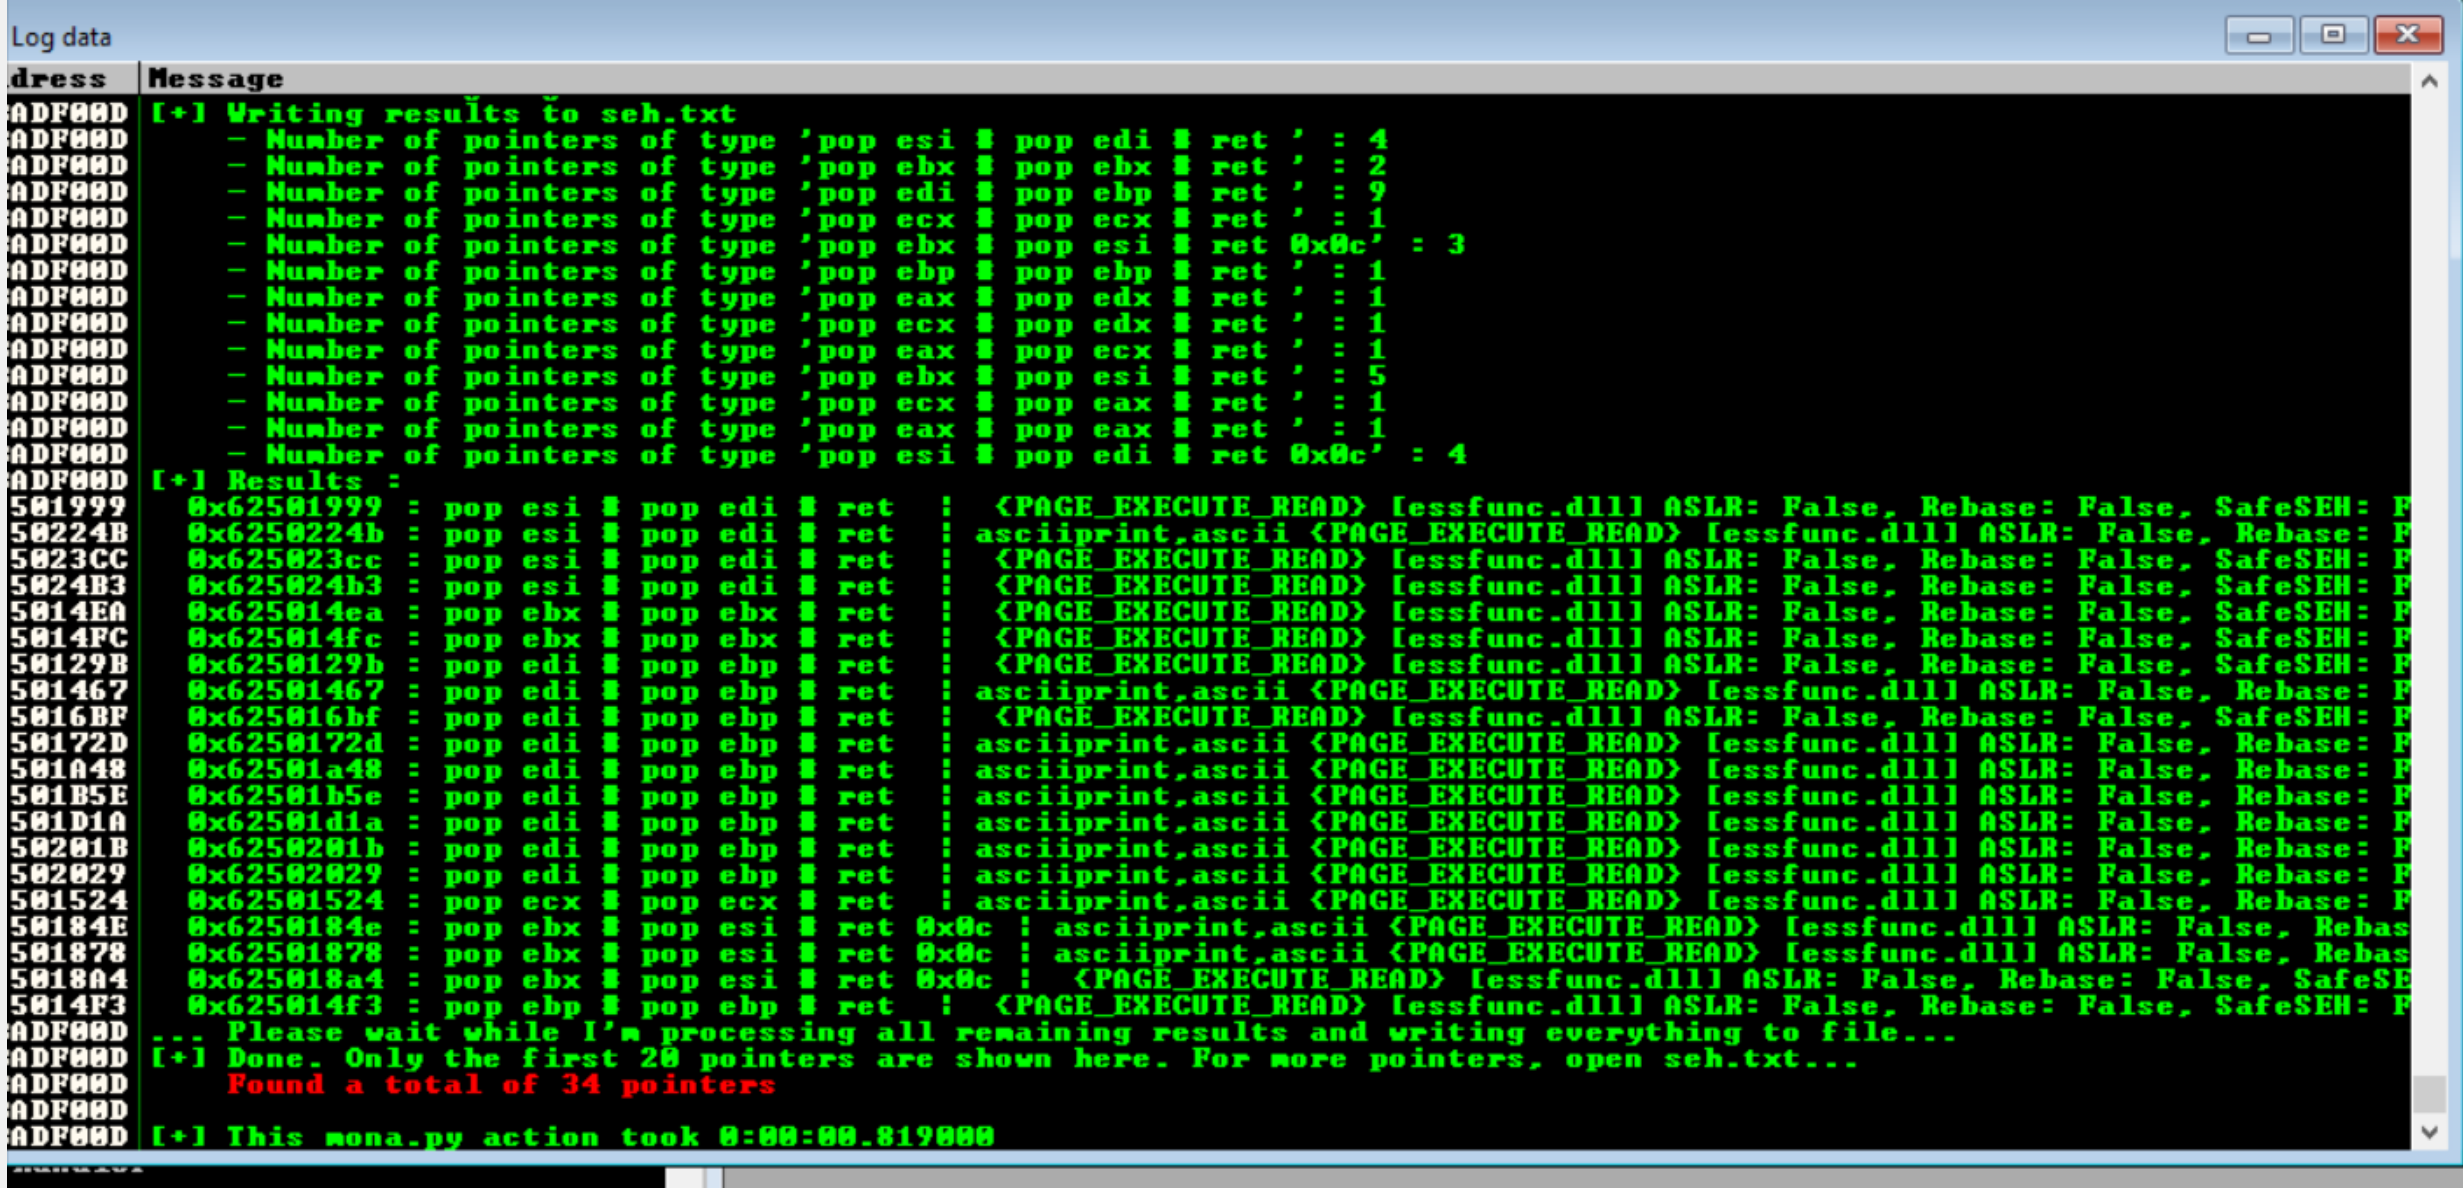 Log data
dress Message
ADF00D [+] Writing results to seh.txt
ADF00D - Number of pointers of type 'pop esi # pop edi # ret ' : 4
ADF00D - Number of pointers of type 'pop ebx # pop ebx # ret ' : 2
ADF00D - Number of pointers of type 'pop edi # pop ebp # ret ' : 9
ADF00D - Number of pointers of type 'pop ecx # pop ecx # ret ' : 1
ADF00D - Number of pointers of type 'pop ebx # pop esi # ret 0x0c' : 3
ADF00D - Number of pointers of type 'pop ebp # pop ebp # ret ' : 1
ADF00D - Number of pointers of type 'pop eax # pop edx # ret ' : 1
ADF00D - Number of pointers of type 'pop ecx # pop edx # ret ' : 1
ADF00D - Number of pointers of type 'pop eax # pop ecx # ret ' : 1
ADF00D - Number of pointers of type 'pop ebx # pop esi # ret ' : 5
ADF00D - Number of pointers of type 'pop ecx # pop eax # ret ' : 1
ADF00D - Number of pointers of type 'pop eax # pop eax # ret ' : 1
ADF00D - Number of pointers of type 'pop esi # pop edi # ret 0x0c' : 4
ADF00D [+] Results :
501999 0x62501999 : pop esi # pop edi # ret | {PAGE_EXECUTE_READ} [essfunc.dll] ASLR: False, Rebase: False, SafeSEH: F
50224B 0x6250224b : pop esi # pop edi # ret | asciiprint,ascii {PAGE_EXECUTE_READ} [essfunc.dll] ASLR: False, Rebase: F
5023CC 0x625023cc : pop esi # pop edi # ret | {PAGE_EXECUTE_READ} [essfunc.dll] ASLR: False, Rebase: False, SafeSEH: F
5024B3 0x625024b3 : pop esi # pop edi # ret | {PAGE_EXECUTE_READ} [essfunc.dll] ASLR: False, Rebase: False, SafeSEH: F
5014EA 0x625014ea : pop ebx # pop ebx # ret | {PAGE_EXECUTE_READ} [essfunc.dll] ASLR: False, Rebase: False, SafeSEH: F
5014FC 0x625014fc : pop ebx # pop ebx # ret | {PAGE_EXECUTE_READ} [essfunc.dll] ASLR: False, Rebase: False, SafeSEH: F
50129B 0x6250129b : pop edi # pop ebp # ret | {PAGE_EXECUTE_READ} [essfunc.dll] ASLR: False, Rebase: False, SafeSEH: F
501467 0x62501467 : pop edi # pop ebp # ret | asciiprint,ascii {PAGE_EXECUTE_READ} [essfunc.dll] ASLR: False, Rebase: F
5016BF 0x625016bf : pop edi # pop ebp # ret | {PAGE_EXECUTE_READ} [essfunc.dll] ASLR: False, Rebase: False, SafeSEH: F
50172D 0x6250172d : pop edi # pop ebp # ret | asciiprint,ascii {PAGE_EXECUTE_READ} [essfunc.dll] ASLR: False, Rebase: F
501A48 0x62501a48 : pop edi # pop ebp # ret | asciiprint,ascii {PAGE_EXECUTE_READ} [essfunc.dll] ASLR: False, Rebase: F
501B5E 0x62501b5e : pop edi # pop ebp # ret | asciiprint,ascii {PAGE_EXECUTE_READ} [essfunc.dll] ASLR: False, Rebase: F
501D1A 0x62501d1a : pop edi # pop ebp # ret | asciiprint,ascii {PAGE_EXECUTE_READ} [essfunc.dll] ASLR: False, Rebase: F
50201B 0x6250201b : pop edi # pop ebp # ret | asciiprint,ascii {PAGE_EXECUTE_READ} [essfunc.dll] ASLR: False, Rebase: F
502029 0x62502029 : pop edi # pop ebp # ret | asciiprint,ascii {PAGE_EXECUTE_READ} [essfunc.dll] ASLR: False, Rebase: F
501524 0x62501524 : pop ecx # pop ecx # ret | asciiprint,ascii {PAGE_EXECUTE_READ} [essfunc.dll] ASLR: False, Rebase: F
50184E 0x6250184e : pop ebx # pop esi # ret 0x0c | asciiprint,ascii {PAGE_EXECUTE_READ} [essfunc.dll] ASLR: False, Rebas
501878 0x62501878 : pop ebx # pop esi # ret 0x0c | asciiprint,ascii {PAGE_EXECUTE_READ} [essfunc.dll] ASLR: False, Rebas
5018A4 0x625018a4 : pop ebx # pop esi # ret 0x0c | {PAGE_EXECUTE_READ} [essfunc.dll] ASLR: False, Rebase: False, SafeSE
5014F3 0x625014f3 : pop ebp # pop ebp # ret | {PAGE_EXECUTE_READ} [essfunc.dll] ASLR: False, Rebase: False, SafeSEH: F
ADF00D ... Please wait while I'm processing all remaining results and writing everything to file...
ADF00D [+] Done. Only the first 20 pointers are shown here. For more pointers, open seh.txt...
ADF00D Found a total of 34 pointers
ADF00D
ADF00D [+] This mona.py action took 0:00:00.819000